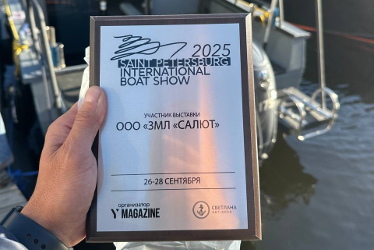 2025
SAINT PETERSBURG
INTERNATIONAL
BOAT SHOW
УЧАСТНИК ВЫСТАВКИ
ООО «ЗМЛ «САЛЮТ»
26-28 СЕНТЯБРЯ
организатор
Y MAGAZINE
СВЕТЛАНА